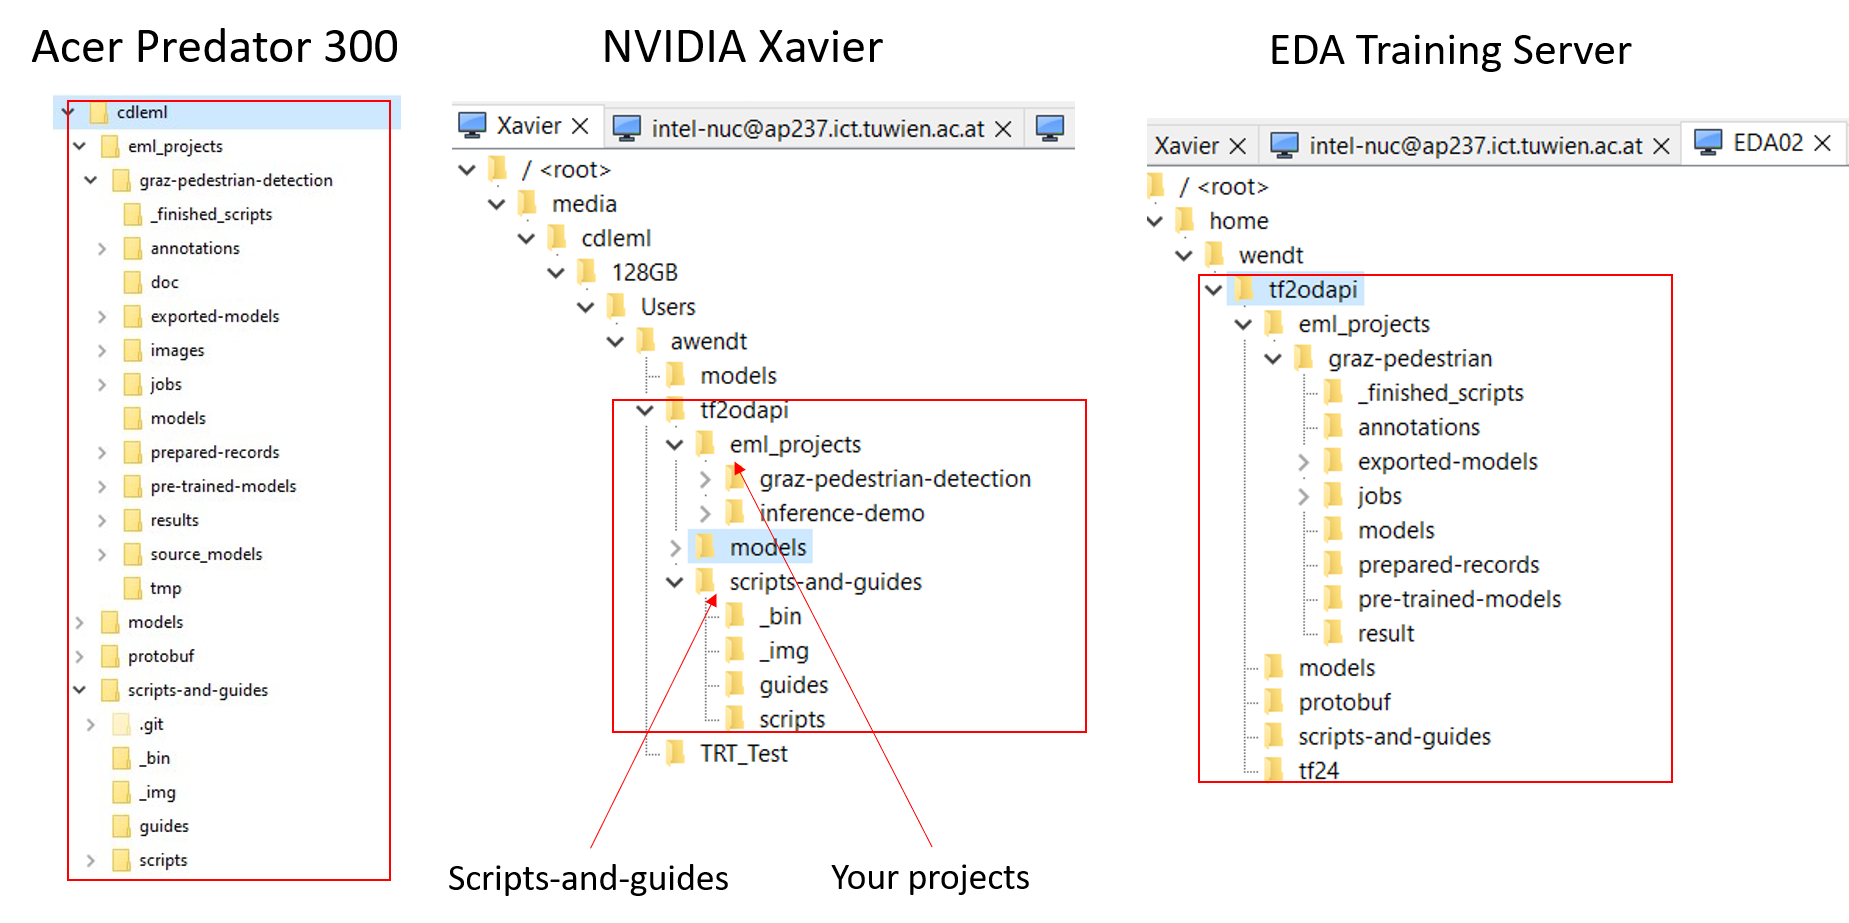 Acer Predator 300
cdleml
eml_projects
graz-pedestrian-detection
_finished_scripts
annotations
doc
exported-models
images
jobs
models
prepared-records
pre-trained-models
results
source_models
tmp
models
protobuf
scripts-and-guides
.git
_bin
_img
guides
scripts
NVIDIA Xavier
Xavier intel-nuc@ap237.ict.tuwien.ac.at
/ <root>
media
cdleml
128GB
Users
awendt
models
tf2odapi
eml_projects
graz-pedestrian-detection
inference-demo
models
scripts-and-guides
_bin
_img
guides
scripts
TRT_Test
Scripts-and-guides
Your projects
EDA Training Server
Xavier intel-nuc@ap237.ict.tuwien.ac.at EDA02
/ <root>
home
wendt
tf2odapi
eml_projects
graz-pedestrian
_finished_scripts
annotations
exported-models
jobs
models
prepared-records
pre-trained-models
result
models
protobuf
scripts-and-guides
tf24